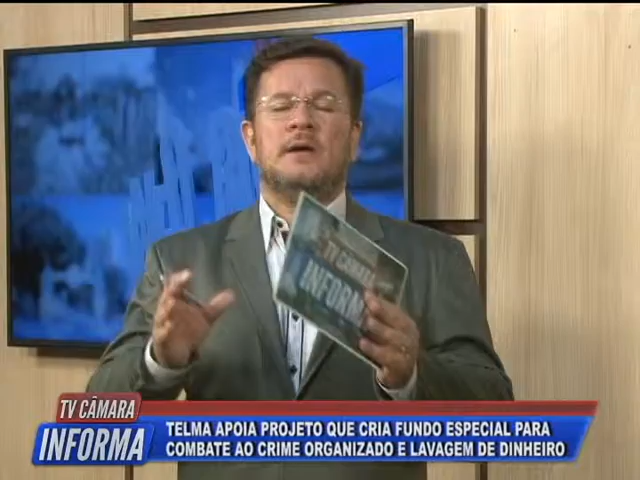 TV CÂMARA
INFORMA
TV CÂMARA
INFORMA
TELMA APOIA PROJETO QUE CRIA FUNDO ESPECIAL PARA
COMBATE AO CRIME ORGANIZADO E LAVAGEM DE DINHEIRO